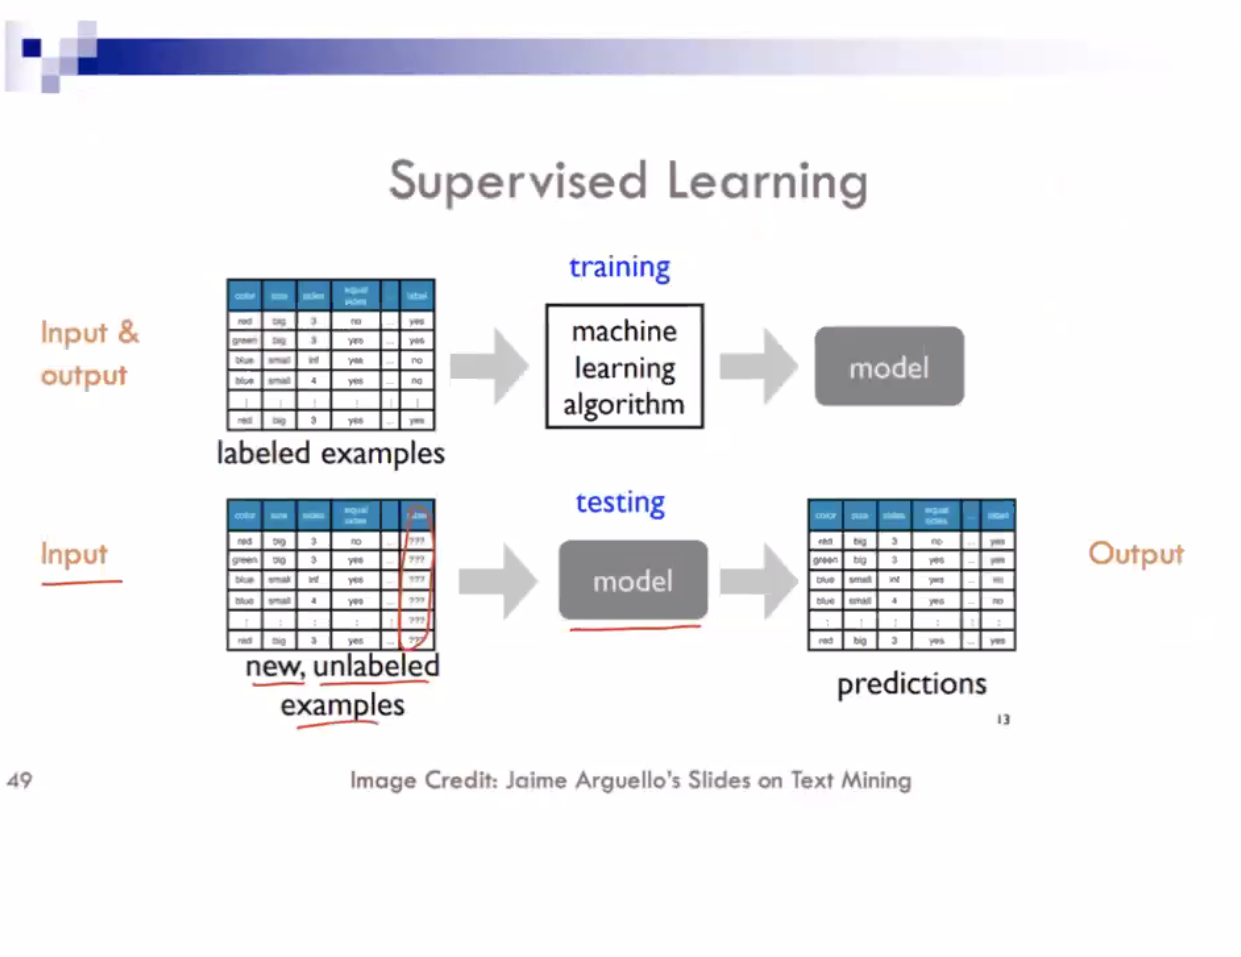 Supervised Learning
training
Input &
output
color size sides equal sides ... label
red big 3 no ... yes
green big 3 yes ... yes
blue small inf yes ... no
blue small 4 yes ... no
: : : : : :
red big 3 yes ... yes
machine
learning
algorithm
model
labeled examples
testing
Input
color size sides equal sides ... label
red big 3 no ... ???
green big 3 yes ... ???
blue small inf yes ... ???
blue small 4 yes ... ???
: : : : : ???
red big 3 yes ... ???
model
color size sides equal sides ... label
red big 3 no ... yes
green big 3 yes ... yes
blue small inf yes ... no
blue small 4 yes ... no
: : : : : :
red big 3 yes ... yes
Output
new, unlabeled
examples
predictions
13
49
Image Credit: Jaime Arguello's Slides on Text Mining